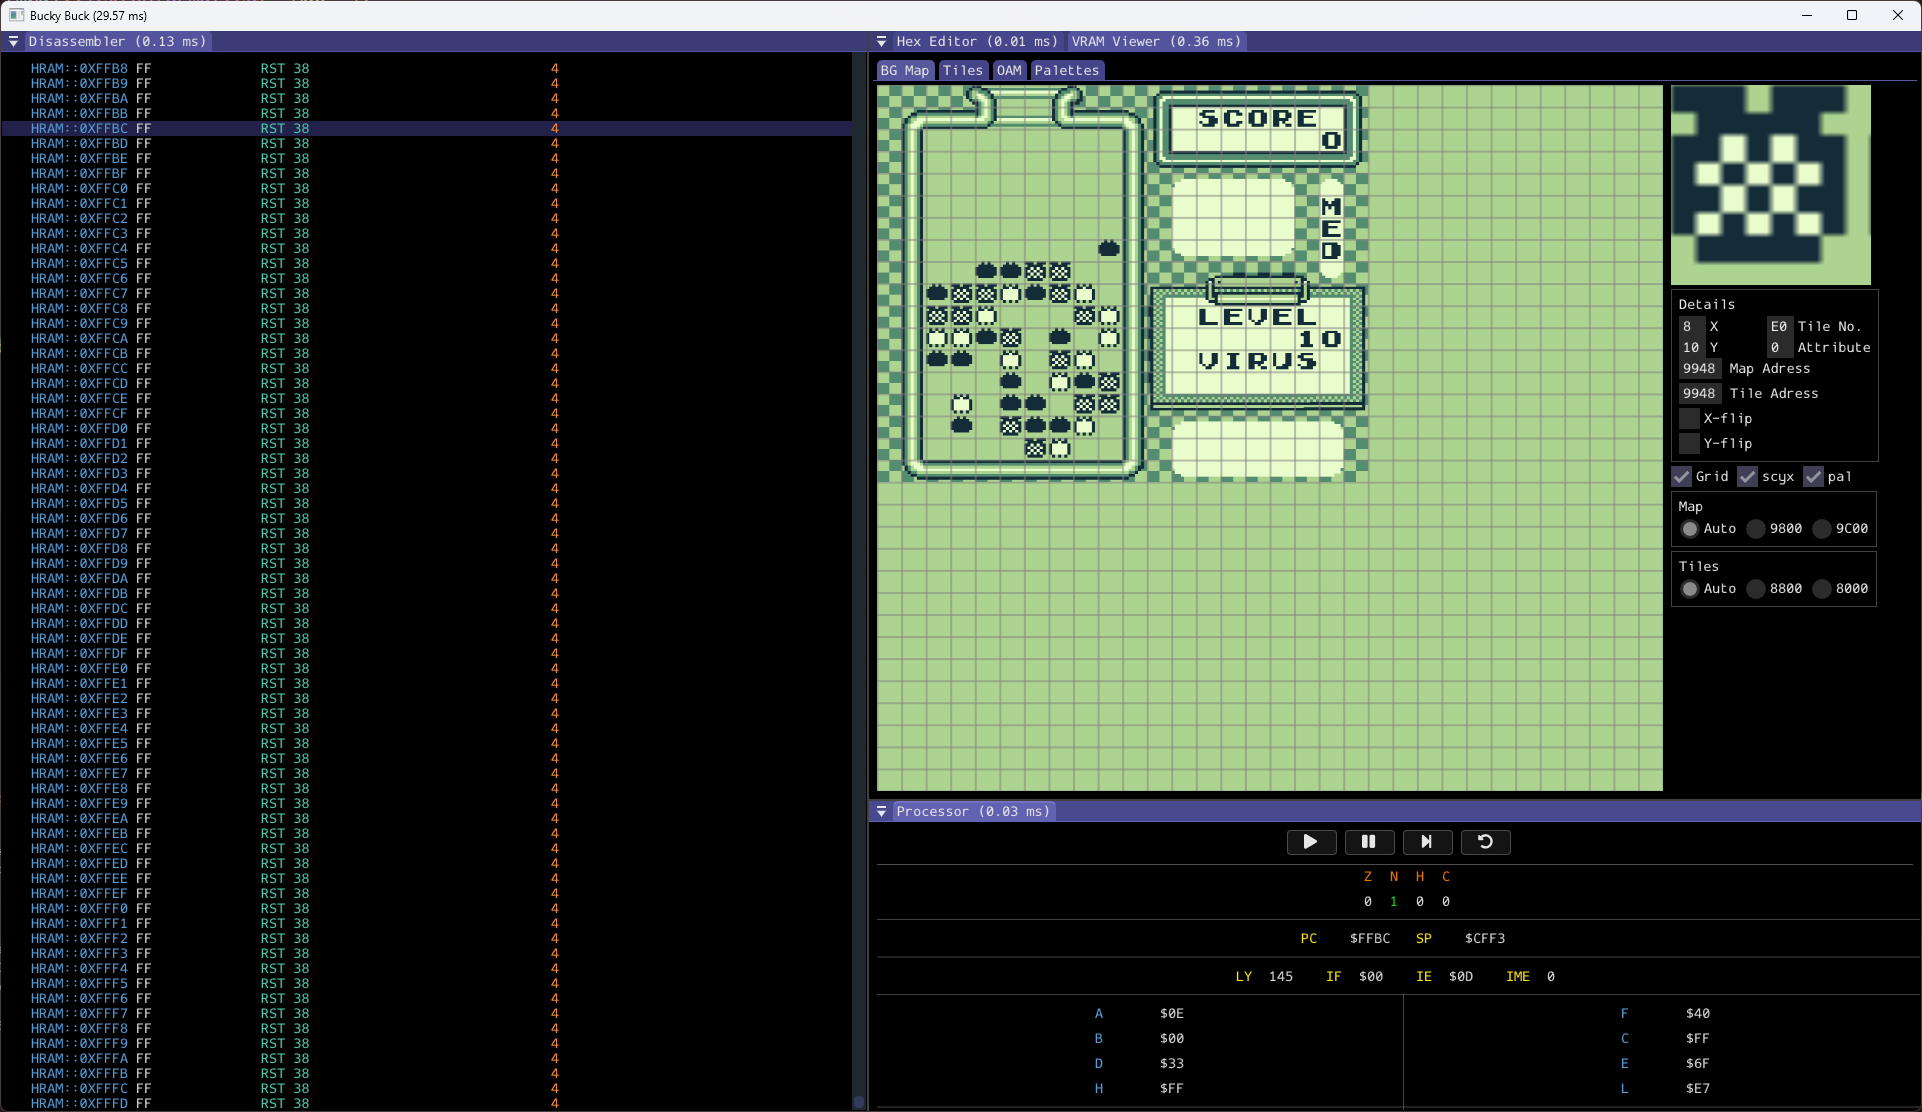 Bucky Buck (29.57 ms)
Disassembler (0.13 ms)
HRAM::0XFFB8 FF RST 38 4
HRAM::0XFFB9 FF RST 38 4
HRAM::0XFFBA FF RST 38 4
HRAM::0XFFBB FF RST 38 4
HRAM::0XFFBC FF RST 38 4
HRAM::0XFFBD FF RST 38 4
HRAM::0XFFBE FF RST 38 4
HRAM::0XFFBF FF RST 38 4
HRAM::0XFFC0 FF RST 38 4
HRAM::0XFFC1 FF RST 38 4
HRAM::0XFFC2 FF RST 38 4
HRAM::0XFFC3 FF RST 38 4
HRAM::0XFFC4 FF RST 38 4
HRAM::0XFFC5 FF RST 38 4
HRAM::0XFFC6 FF RST 38 4
HRAM::0XFFC7 FF RST 38 4
HRAM::0XFFC8 FF RST 38 4
HRAM::0XFFC9 FF RST 38 4
HRAM::0XFFCA FF RST 38 4
HRAM::0XFFCB FF RST 38 4
HRAM::0XFFCC FF RST 38 4
HRAM::0XFFCD FF RST 38 4
HRAM::0XFFCE FF RST 38 4
HRAM::0XFFCF FF RST 38 4
HRAM::0XFFD0 FF RST 38 4
HRAM::0XFFD1 FF RST 38 4
HRAM::0XFFD2 FF RST 38 4
HRAM::0XFFD3 FF RST 38 4
HRAM::0XFFD4 FF RST 38 4
HRAM::0XFFD5 FF RST 38 4
HRAM::0XFFD6 FF RST 38 4
HRAM::0XFFD7 FF RST 38 4
HRAM::0XFFD8 FF RST 38 4
HRAM::0XFFD9 FF RST 38 4
HRAM::0XFFDA FF RST 38 4
HRAM::0XFFDB FF RST 38 4
HRAM::0XFFDC FF RST 38 4
HRAM::0XFFDD FF RST 38 4
HRAM::0XFFDE FF RST 38 4
HRAM::0XFFDF FF RST 38 4
HRAM::0XFFE0 FF RST 38 4
HRAM::0XFFE1 FF RST 38 4
HRAM::0XFFE2 FF RST 38 4
HRAM::0XFFE3 FF RST 38 4
HRAM::0XFFE4 FF RST 38 4
HRAM::0XFFE5 FF RST 38 4
HRAM::0XFFE6 FF RST 38 4
HRAM::0XFFE7 FF RST 38 4
HRAM::0XFFE8 FF RST 38 4
HRAM::0XFFE9 FF RST 38 4
HRAM::0XFFEA FF RST 38 4
HRAM::0XFFEB FF RST 38 4
HRAM::0XFFEC FF RST 38 4
HRAM::0XFFED FF RST 38 4
HRAM::0XFFEE FF RST 38 4
HRAM::0XFFEF FF RST 38 4
HRAM::0XFFF0 FF RST 38 4
HRAM::0XFFF1 FF RST 38 4
HRAM::0XFFF2 FF RST 38 4
HRAM::0XFFF3 FF RST 38 4
HRAM::0XFFF4 FF RST 38 4
HRAM::0XFFF5 FF RST 38 4
HRAM::0XFFF6 FF RST 38 4
HRAM::0XFFF7 FF RST 38 4
HRAM::0XFFF8 FF RST 38 4
HRAM::0XFFF9 FF RST 38 4
HRAM::0XFFFA FF RST 38 4
HRAM::0XFFFB FF RST 38 4
HRAM::0XFFFC FF RST 38 4
HRAM::0XFFFD FF RST 38 4
Hex Editor (0.01 ms) VRAM Viewer (0.36 ms)
BG Map Tiles OAM Palettes
SCORE
0
MED
LEVEL
10
VIRUS
Details
8 X E0 Tile No.
10 Y 0 Attribute
9948 Map Adress
9948 Tile Adress
X-flip
Y-flip
Grid scyx pal
Map
Auto 9800 9C00
Tiles
Auto 8800 8000
Processor (0.03 ms)
Z N H C
0 1 0 0
PC $FFBC SP $CFF3
LY 145 IF $00 IE $0D IME 0
A $0E F $40
B $00 C $FF
D $33 E $6F
H $FF L $E7